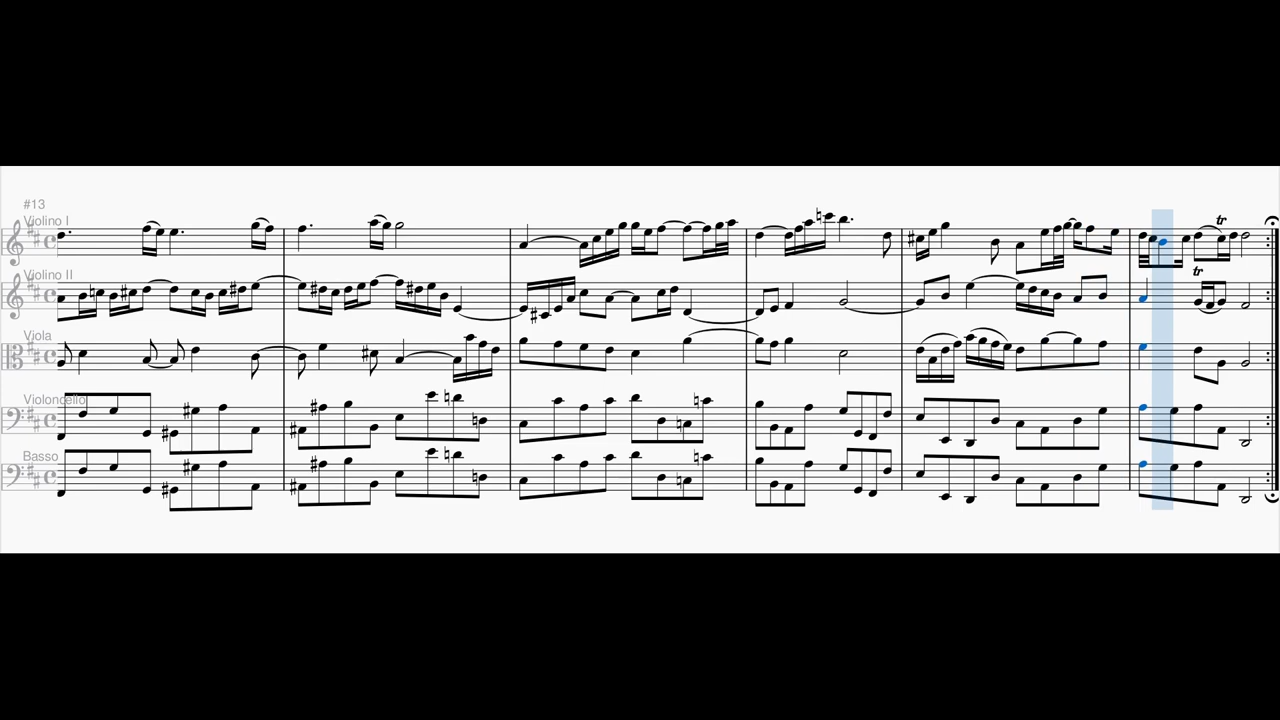 #13
Violino I
tr
Violino II
tr
Viola
Violoncello
Basso